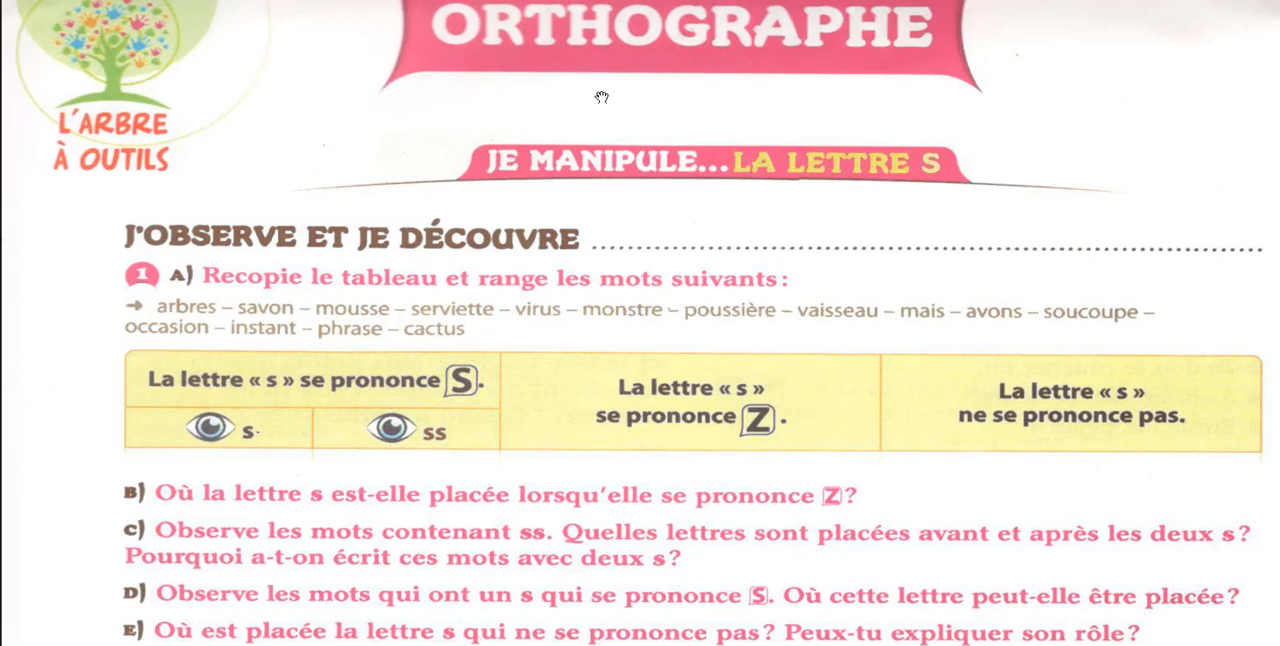 ORTHOGRAPHE
L'ARBRE
À OUTILS
JE MANIPULE...LA LETTRE S
J'OBSERVE ET JE DÉCOUVRE
1 A) Recopie le tableau et range les mots suivants :
➔ arbres – savon – mousse – serviette – virus – monstre – poussière – vaisseau – mais – avons – soucoupe –
occasion – instant – phrase – cactus
La lettre « s » se prononce S.
s
ss
La lettre « s »
se prononce Z.
La lettre « s »
ne se prononce pas.
B) Où la lettre s est-elle placée lorsqu'elle se prononce Z ?
C) Observe les mots contenant ss. Quelles lettres sont placées avant et après les deux s ?
Pourquoi a-t-on écrit ces mots avec deux s ?
D) Observe les mots qui ont un s qui se prononce S. Où cette lettre peut-elle être placée ?
E) Où est placée la lettre s qui ne se prononce pas ? Peux-tu expliquer son rôle ?